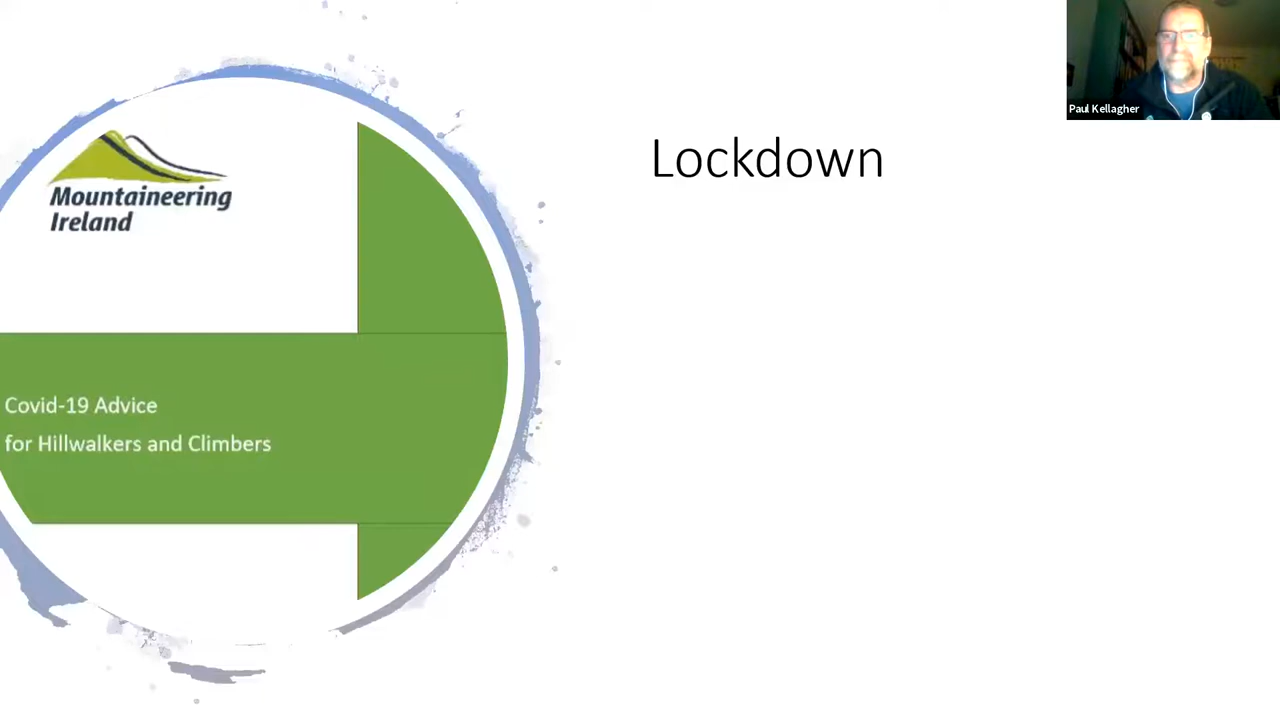 Mountaineering
Ireland
Covid-19 Advice
for Hillwalkers and Climbers
Lockdown
Paul Kellagher